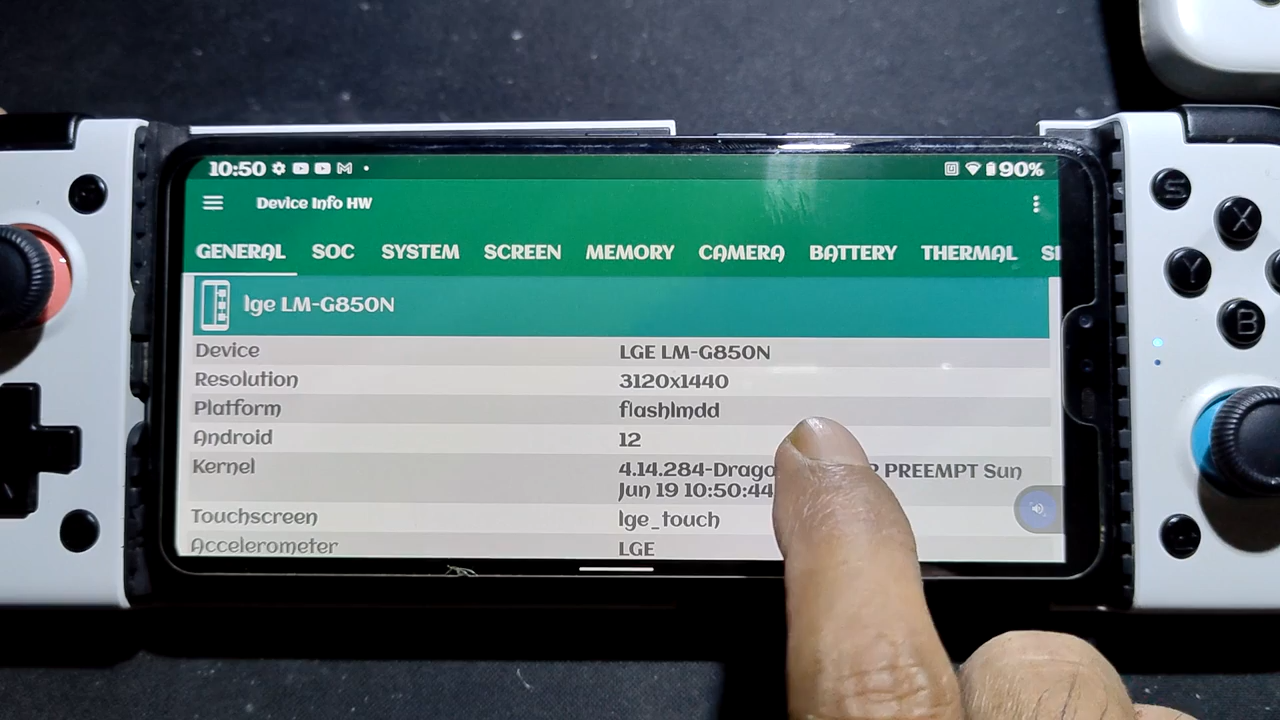 10:50 90%
Device Info HW
GENERAL SOC SYSTEM SCREEN MEMORY CAMERA BATTERY THERMAL
lge LM-G850N
Device LGE LM-G850N
Resolution 3120x1440
Platform flashlmdd
Android 12
Kernel 4.14.284-Drago PREEMPT Sun
Jun 19 10:50:44
Touchscreen lge_touch
Accelerometer LGE
S
X
Y
B